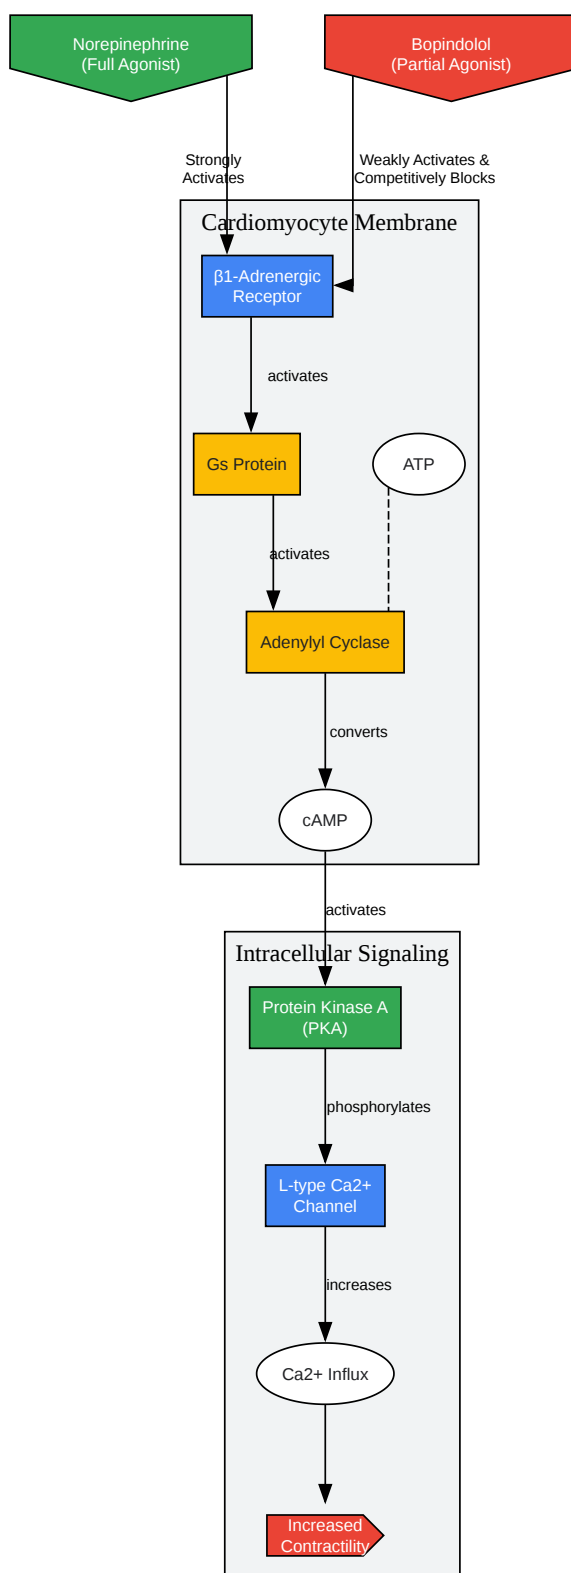 Norepinephrine
(Full Agonist)
Bopindolol
(Partial Agonist)
Strongly
Activates
Weakly Activates &
Competitively Blocks
Cardiomyocyte Membrane
β1-Adrenergic
Receptor
activates
Gs Protein
ATP
activates
Adenylyl Cyclase
converts
cAMP
activates
Intracellular Signaling
Protein Kinase A
(PKA)
phosphorylates
L-type Ca2+
Channel
increases
Ca2+ Influx
Increased
Contractility